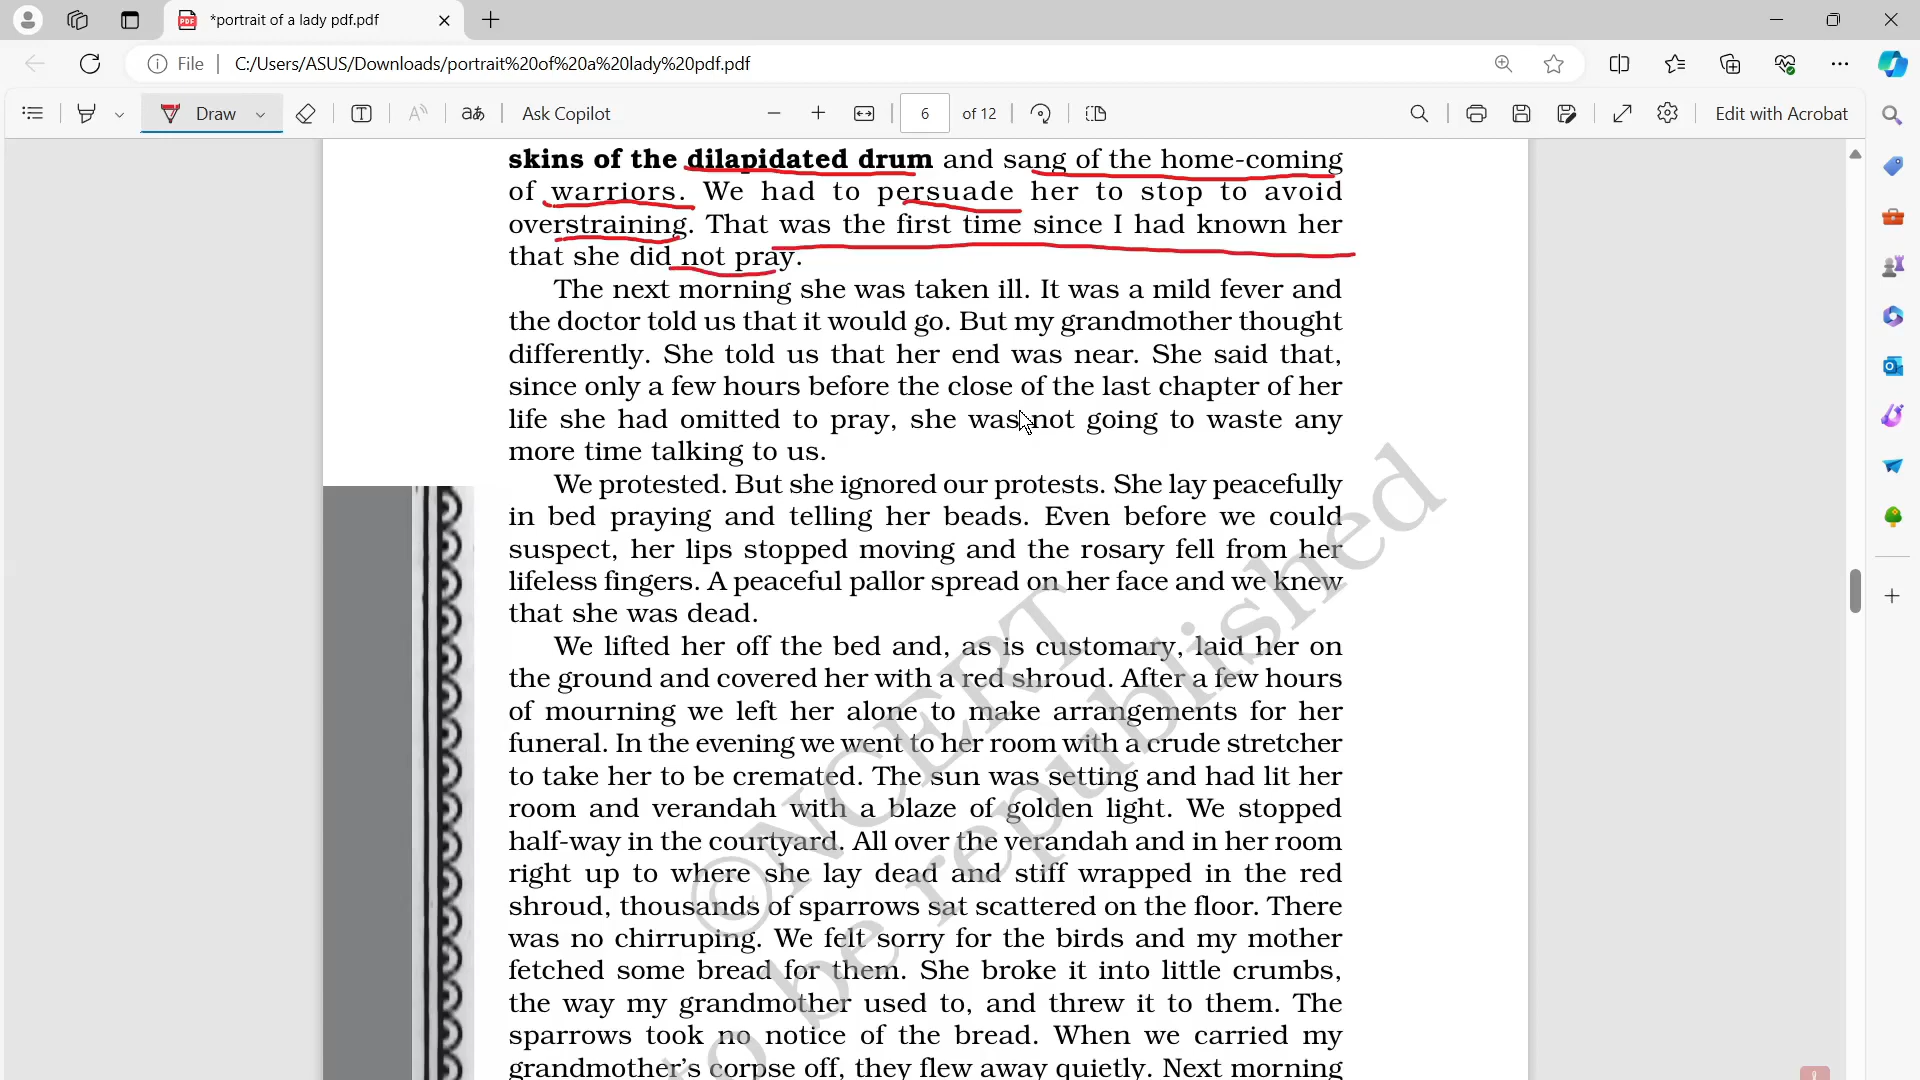 *portrait of a lady pdf.pdf
File
C:/Users/ASUS/Downloads/portrait%20of%20a%20lady%20pdf.pdf
Draw
aあ
Ask Copilot
6 of 12
Edit with Acrobat
skins of the dilapidated drum and sang of the home-coming
of warriors. We had to persuade her to stop to avoid
overstraining. That was the first time since I had known her
that she did not pray.
The next morning she was taken ill. It was a mild fever and
the doctor told us that it would go. But my grandmother thought
differently. She told us that her end was near. She said that,
since only a few hours before the close of the last chapter of her
life she had omitted to pray, she was not going to waste any
more time talking to us.
We protested. But she ignored our protests. She lay peacefully
in bed praying and telling her beads. Even before we could
suspect, her lips stopped moving and the rosary fell from her
lifeless fingers. A peaceful pallor spread on her face and we knew
that she was dead.
We lifted her off the bed and, as is customary, laid her on
the ground and covered her with a red shroud. After a few hours
of mourning we left her alone to make arrangements for her
funeral. In the evening we went to her room with a crude stretcher
to take her to be cremated. The sun was setting and had lit her
room and verandah with a blaze of golden light. We stopped
half-way in the courtyard. All over the verandah and in her room
right up to where she lay dead and stiff wrapped in the red
shroud, thousands of sparrows sat scattered on the floor. There
was no chirruping. We felt sorry for the birds and my mother
fetched some bread for them. She broke it into little crumbs,
the way my grandmother used to, and threw it to them. The
sparrows took no notice of the bread. When we carried my
grandmother's corpse off, they flew away quietly. Next morning
©NCERT
to be republished